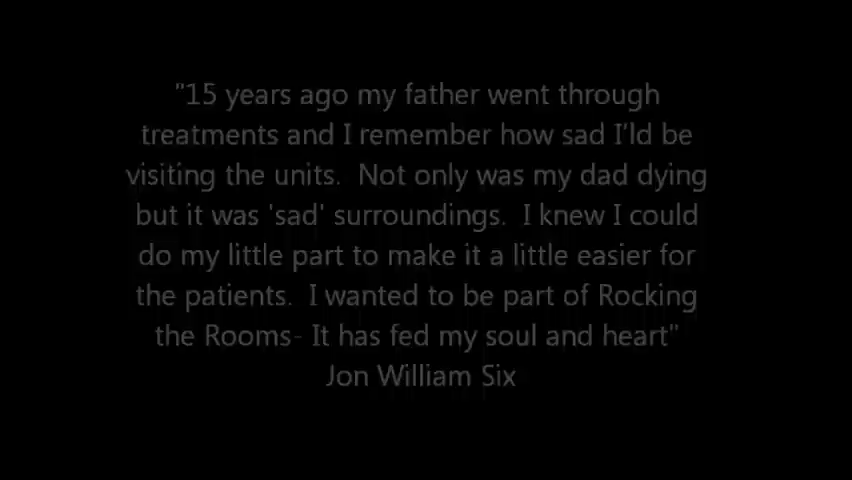 "15 years ago my father went through
treatments and I remember how sad I'ld be
visiting the units.  Not only was my dad dying
but it was 'sad' surroundings.  I knew I could
do my little part to make it a little easier for
the patients.  I wanted to be part of Rocking
the Rooms- It has fed my soul and heart"
Jon William Six